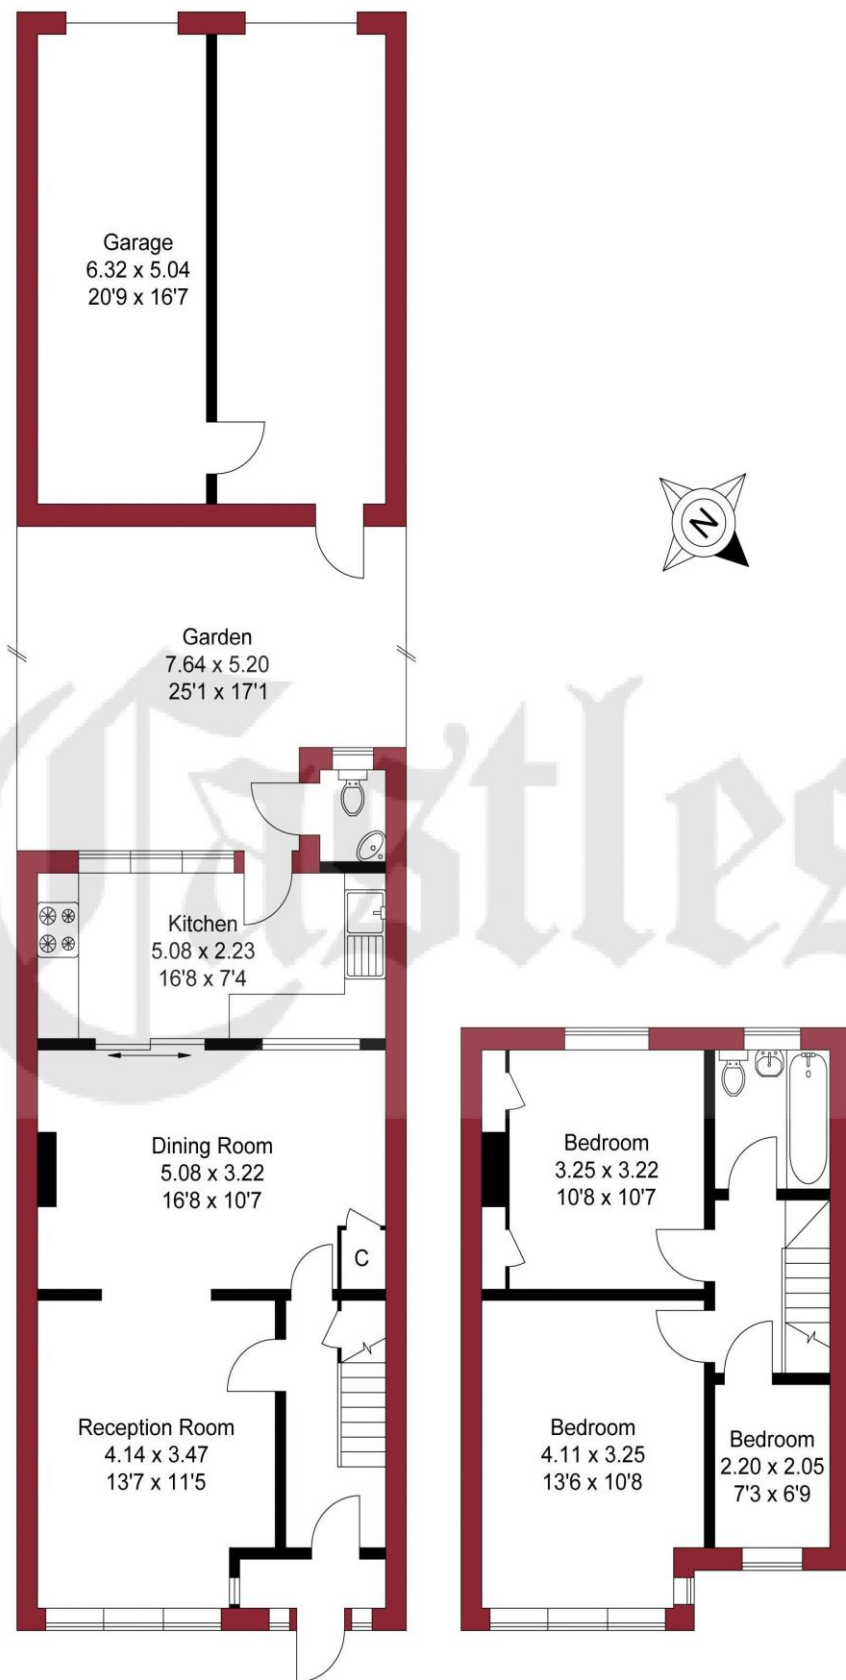 Garage
6.32 x 5.04
20'9 x 16'7
N
Garden
7.64 x 5.20
25'1 x 17'1
Castles
Kitchen
5.08 x 2.23
16'8 x 7'4
Dining Room
5.08 x 3.22
16'8 x 10'7
C
Reception Room
4.14 x 3.47
13'7 x 11'5
Bedroom
3.25 x 3.22
10'8 x 10'7
Bedroom
4.11 x 3.25
13'6 x 10'8
Bedroom
2.20 x 2.05
7'3 x 6'9